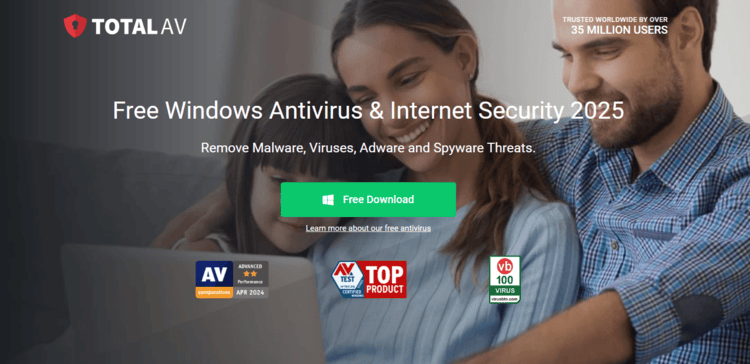 TOTAL AV
TRUSTED WORLDWIDE BY OVER
35 MILLION USERS
Free Windows Antivirus & Internet Security 2025
Remove Malware, Viruses, Adware and Spyware Threats.
Free Download
Learn more about our free antivirus
AV
comparatives
ADVANCED
Performance
APR 2024
AV
TEST
CERTIFIED
WINDOWS
TOP
PRODUCT
vb
100
VIRUS
virusbtn.com